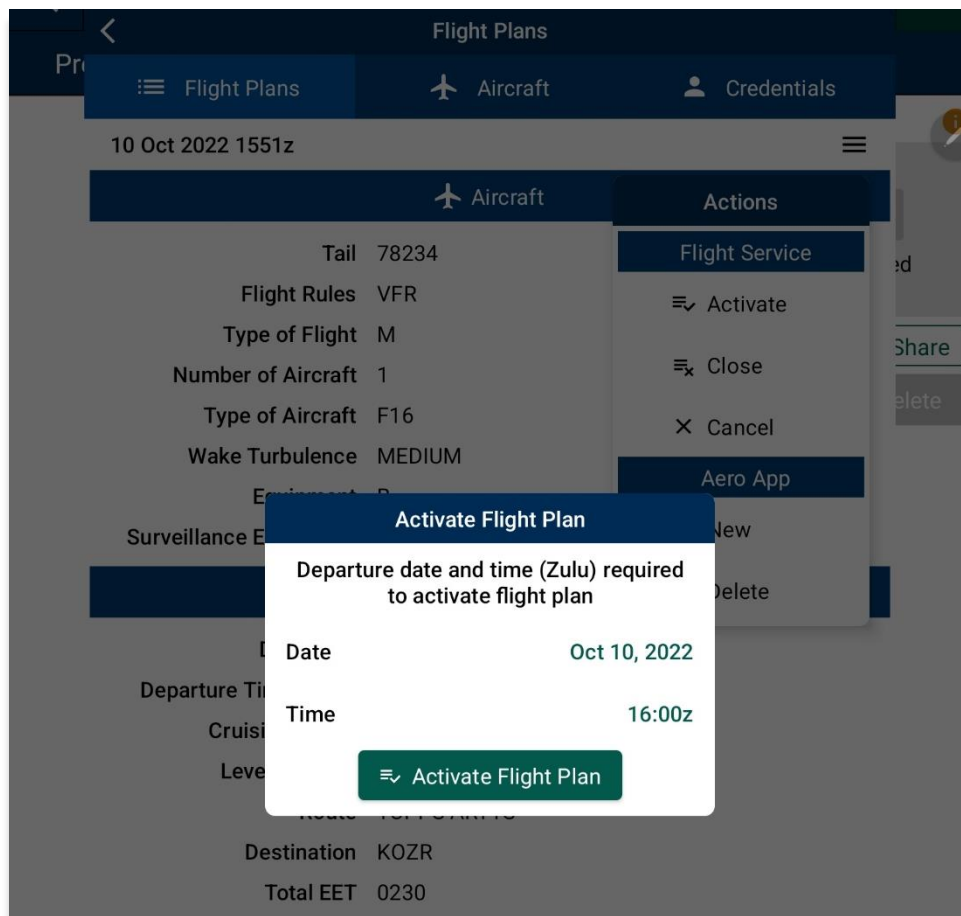 Flight Plans
Flight Plans
Aircraft
Credentials
10 Oct 2022 1551z
Aircraft
Actions
Tail 78234
Flight Service
Flight Rules VFR
Activate
Type of Flight M
Share
Number of Aircraft 1
Close
Type of Aircraft F16
Cancel
Wake Turbulence MEDIUM
Aero App
Activate Flight Plan
New
Surveillance E
Departure date and time (Zulu) required
to activate flight plan
Delete
Date Oct 10, 2022
Departure Ti
Time 16:00z
Cruisi
Leve
Activate Flight Plan
Destination KOZR
Total EET 0230